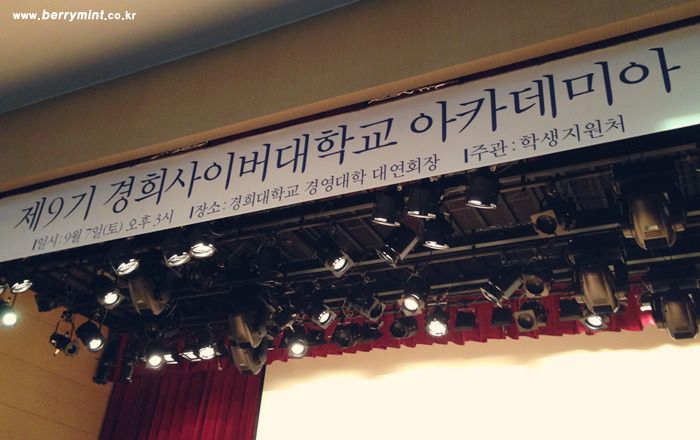 www.berrymint.co.kr
제9기 경희사이버대학교 아카데미아
일시 : 9월 7일(토) 오후 3시 장소 : 경희대학교 경영대학 대연회장 주관 : 학생지원처